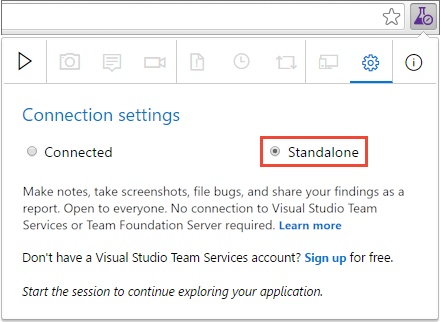 Connection settings
Connected
Standalone
Make notes, take screenshots, file bugs, and share your findings as a
report. Open to everyone. No connection to Visual Studio Team
Services or Team Foundation Server required. Learn more
Don't have a Visual Studio Team Services account? Sign up for free.
Start the session to continue exploring your application.